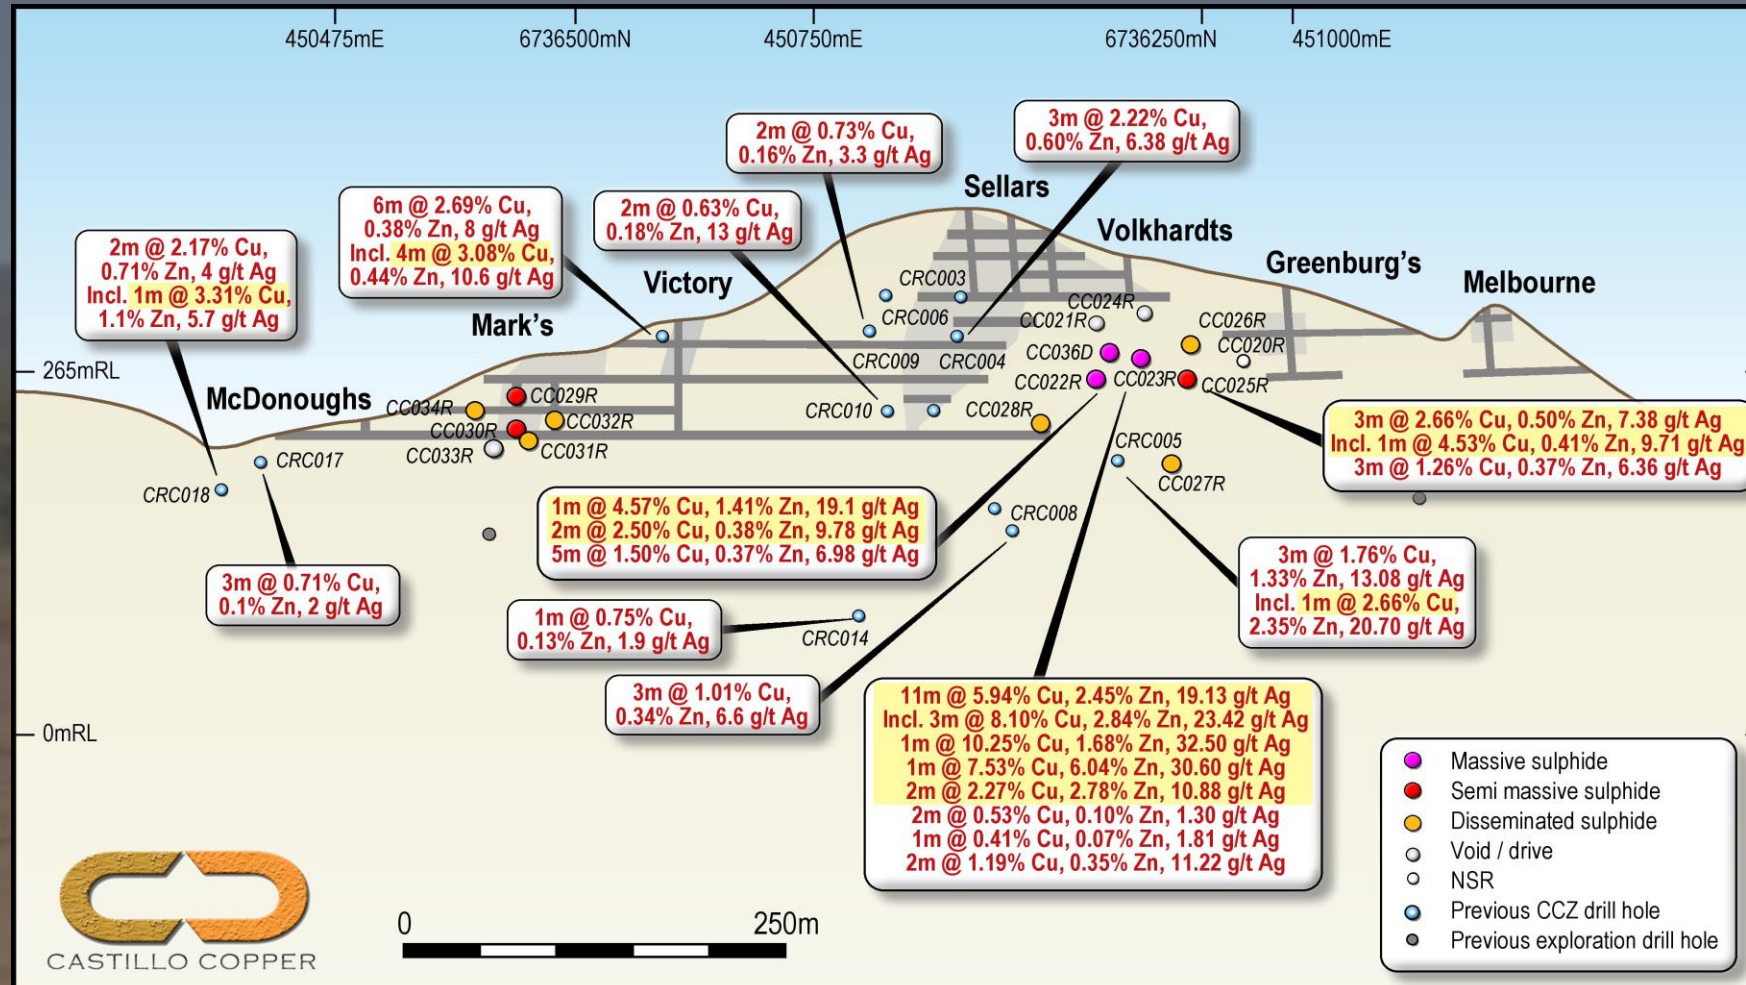 450475mE
6736500mN
450750mE
6736250mN
451000mE
2m @ 0.73% Cu,
0.16% Zn, 3.3 g/t Ag
3m @ 2.22% Cu,
0.60% Zn, 6.38 g/t Ag
6m @ 2.69% Cu,
0.38% Zn, 8 g/t Ag
Incl. 4m @ 3.08% Cu,
0.44% Zn, 10.6 g/t Ag
2m @ 0.63% Cu,
0.18% Zn, 13 g/t Ag
2m @ 2.17% Cu,
0.71% Zn, 4 g/t Ag
Incl. 1m @ 3.31% Cu,
1.1% Zn, 5.7 g/t Ag
Sellars
Volkhardts
Greenburg's
Melbourne
Victory
Mark's
McDonoughs
265mRL
CRC003
CRC006
CRC009
CRC004
CC024R
CC021R
CC026R
CC020R
CC036D
CC022R
CC023R
CC025R
CC029R
CC034R
CC032R
CC030R
CC031R
CC033R
CRC010
CC028R
CRC005
CC027R
CRC017
CRC018
CRC008
CRC014
3m @ 2.66% Cu, 0.50% Zn, 7.38 g/t Ag
Incl. 1m @ 4.53% Cu, 0.41% Zn, 9.71 g/t Ag
3m @ 1.26% Cu, 0.37% Zn, 6.36 g/t Ag
1m @ 4.57% Cu, 1.41% Zn, 19.1 g/t Ag
2m @ 2.50% Cu, 0.38% Zn, 9.78 g/t Ag
5m @ 1.50% Cu, 0.37% Zn, 6.98 g/t Ag
3m @ 1.76% Cu,
1.33% Zn, 13.08 g/t Ag
Incl. 1m @ 2.66% Cu,
2.35% Zn, 20.70 g/t Ag
3m @ 0.71% Cu,
0.1% Zn, 2 g/t Ag
1m @ 0.75% Cu,
0.13% Zn, 1.9 g/t Ag
3m @ 1.01% Cu,
0.34% Zn, 6.6 g/t Ag
11m @ 5.94% Cu, 2.45% Zn, 19.13 g/t Ag
Incl. 3m @ 8.10% Cu, 2.84% Zn, 23.42 g/t Ag
1m @ 10.25% Cu, 1.68% Zn, 32.50 g/t Ag
1m @ 7.53% Cu, 6.04% Zn, 30.60 g/t Ag
2m @ 2.27% Cu, 2.78% Zn, 10.88 g/t Ag
2m @ 0.53% Cu, 0.10% Zn, 1.30 g/t Ag
1m @ 0.41% Cu, 0.07% Zn, 1.81 g/t Ag
2m @ 1.19% Cu, 0.35% Zn, 11.22 g/t Ag
0mRL
Massive sulphide
Semi massive sulphide
Disseminated sulphide
Void / drive
NSR
Previous CCZ drill hole
Previous exploration drill hole
0
250m
CASTILLO COPPER